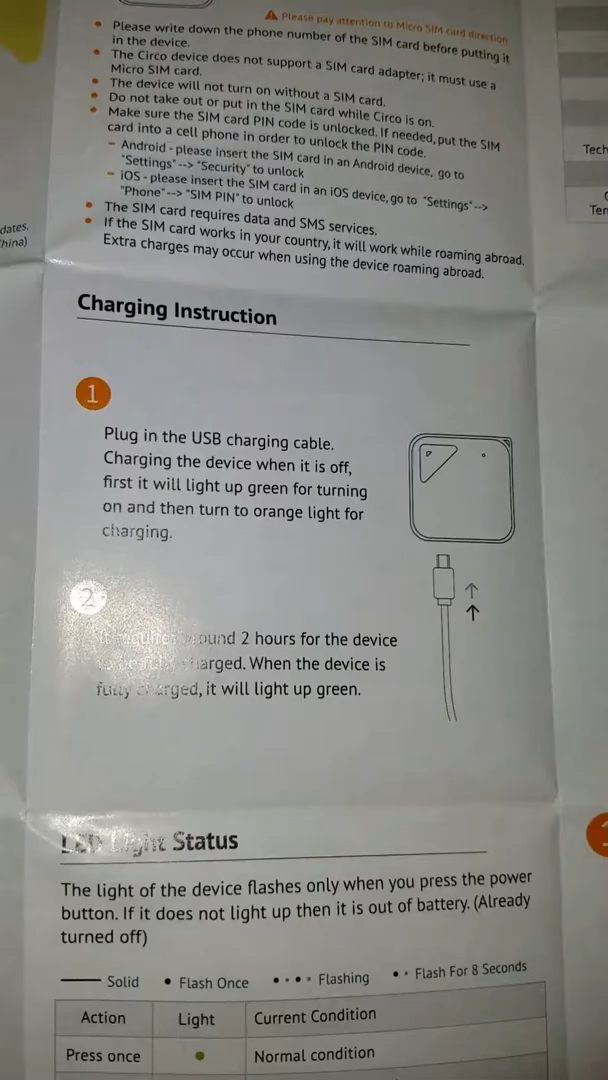 Please pay attention to Micro SIM card direction
Please write down the phone number of the SIM card before putting it
in the device.
The Circo device does not support a SIM card adapter; it must use a
Micro SIM card.
The device will not turn on without a SIM card.
Do not take out or put in the SIM card while Circo is on.
Make sure the SIM card PIN code is unlocked. If needed, put the SIM
card into a cell phone in order to unlock the PIN code.
– Android - please insert the SIM card in an Android device, go to
"Settings" --> "Security" to unlock
– iOS - please insert the SIM card in an iOS device, go to "Settings" -->
"Phone" --> "SIM PIN" to unlock
The SIM card requires data and SMS services.
If the SIM card works in your country, it will work while roaming abroad.
Extra charges may occur when using the device roaming abroad.
dates.
hina)
Tech
Ter
Charging Instruction
1
Plug in the USB charging cable.
Charging the device when it is off,
first it will light up green for turning
on and then turn to orange light for
charging.
2
It requires around 2 hours for the device
to be fully charged. When the device is
fully charged, it will light up green.
LED Light Status
The light of the device flashes only when you press the power
button. If it does not light up then it is out of battery. (Already
turned off)
Solid Flash Once Flashing Flash For 8 Seconds
Action Light Current Condition
Press once Normal condition